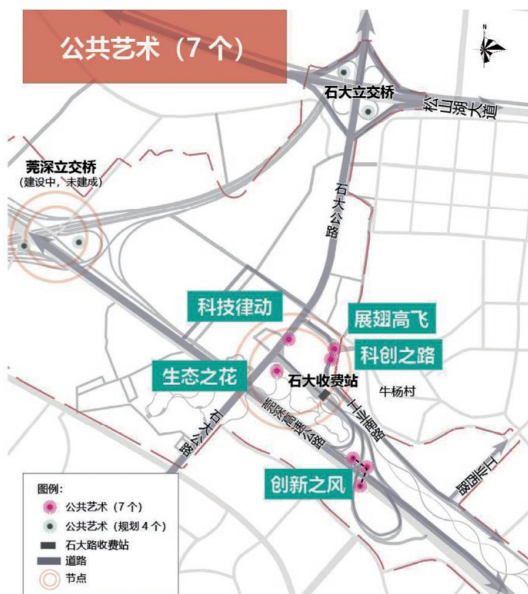 公共艺术（7 个）
N
石大立交桥
松山湖大道
莞深立交桥
（建设中，未建成）
石大公路
科技律动
展翅高飞
科创之路
生态之花
石大收费站
牛杨村
石大公路
莞深高速公路
工业南路
工业西路
创新之风
图例：
公共艺术（7 个）
公共艺术（规划 4 个）
石大路收费站
道路
节点